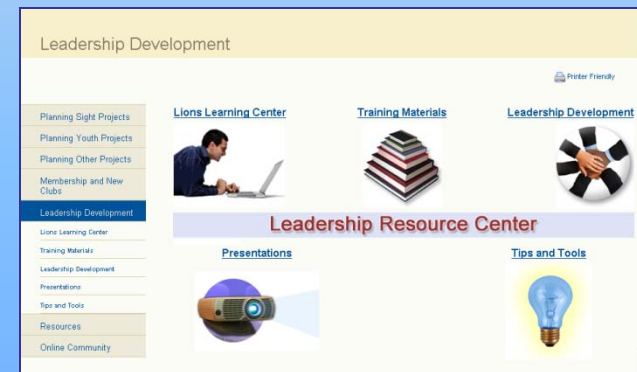 Leadership Development
Printer Friendly
Planning Sight Projects
Planning Youth Projects
Planning Other Projects
Membership and New
Clubs
Leadership Development
Lions Learning Center
Training Materials
Leadership Development
Presentations
Tips and Tools
Resources
Online Community
Lions Learning Center
Training Materials
Leadership Development
Leadership Resource Center
Presentations
Tips and Tools